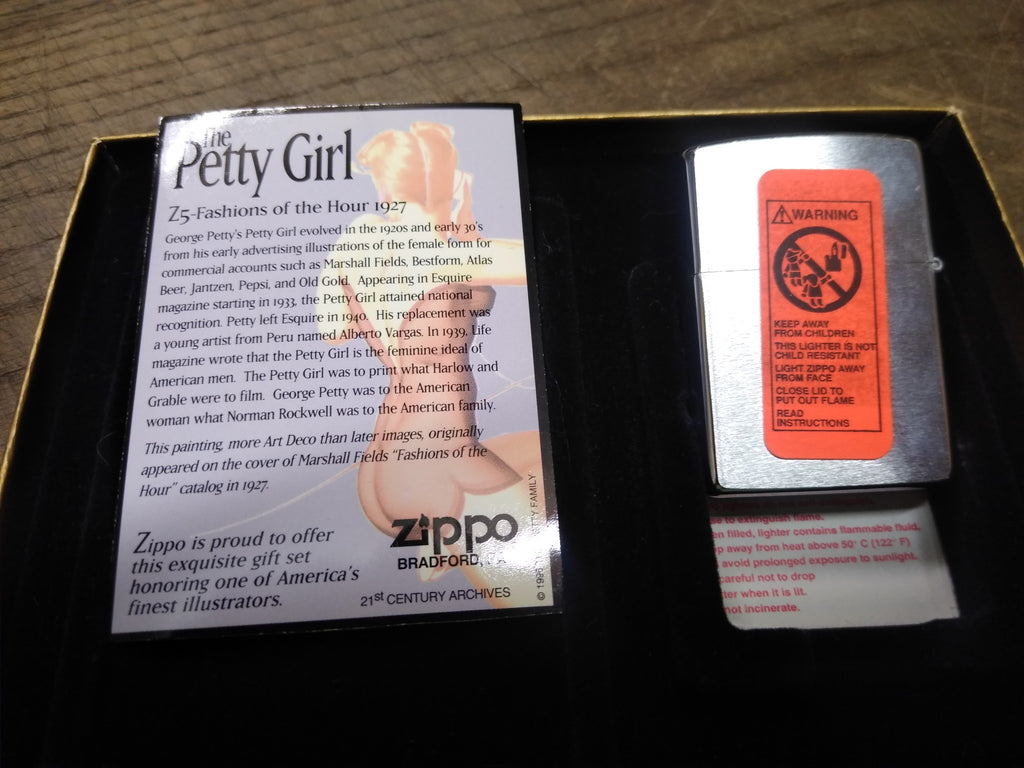 The
Petty Girl
Z5-Fashions of the Hour 1927
George Petty's Petty Girl evolved in the 1920s and early 30's
from his early advertising illustrations of the female form for
commercial accounts such as Marshall Fields, Bestform, Atlas
Beer, Jantzen, Pepsi, and Old Gold. Appearing in Esquire
magazine starting in 1933, the Petty Girl attained national
recognition. Petty left Esquire in 1940. His replacement was
a young artist from Peru named Alberto Vargas. In 1939, Life
magazine wrote that the Petty Girl is the feminine ideal of
American men. The Petty Girl was to print what Harlow and
Grable were to film. George Petty was to the American
woman what Norman Rockwell was to the American family.
This painting, more Art Deco than later images, originally
appeared on the cover of Marshall Fields "Fashions of the
Hour" catalog in 1927.
Zippo is proud to offer
this exquisite gift set
honoring one of America's
finest illustrators.
zippo
BRADFORD,
21st CENTURY ARCHIVES
© FAMILY
WARNING
KEEP AWAY
FROM CHILDREN
THIS LIGHTER IS NOT
CHILD RESISTANT
LIGHT ZIPPO AWAY
FROM FACE
CLOSE LID TO
PUT OUT FLAME
READ
INSTRUCTIONS
to extinguish flame.
filled, lighter contains flammable fluid,
away from heat above 50° C (122° F)
avoid prolonged exposure to sunlight.
careful not to drop
when it is lit.
not incinerate.